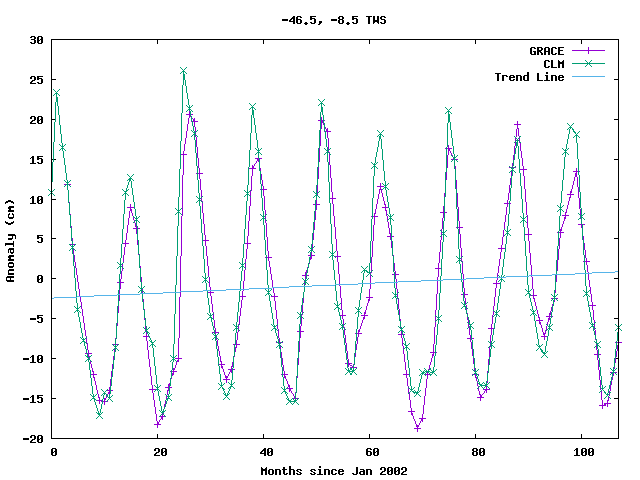 -46.5, -8.5 TWS
GRACE
CLM
Trend Line
30
25
20
15
10
5
0
-5
-10
-15
-20
Anomaly (cm)
0 20 40 60 80 100
Months since Jan 2002